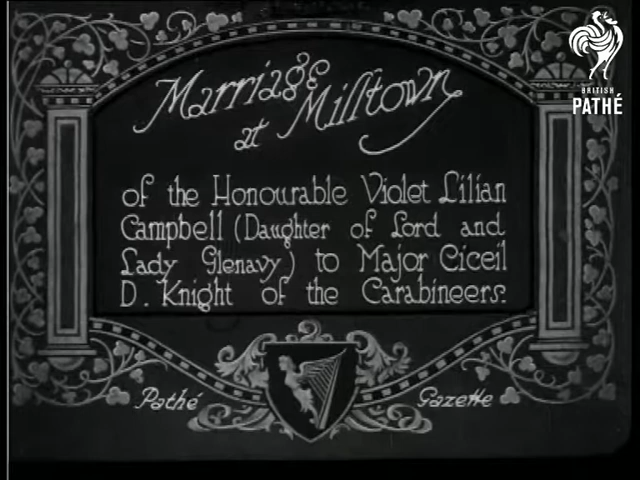 BRITISH
PATHÉ
Marriage
at Milltown
of the Honourable Violet Lilian
Campbell (Daughter of Lord and
Lady Glenavy) to Major Ciceil
D. Knight of the Carabineers.
Pathé Gazette